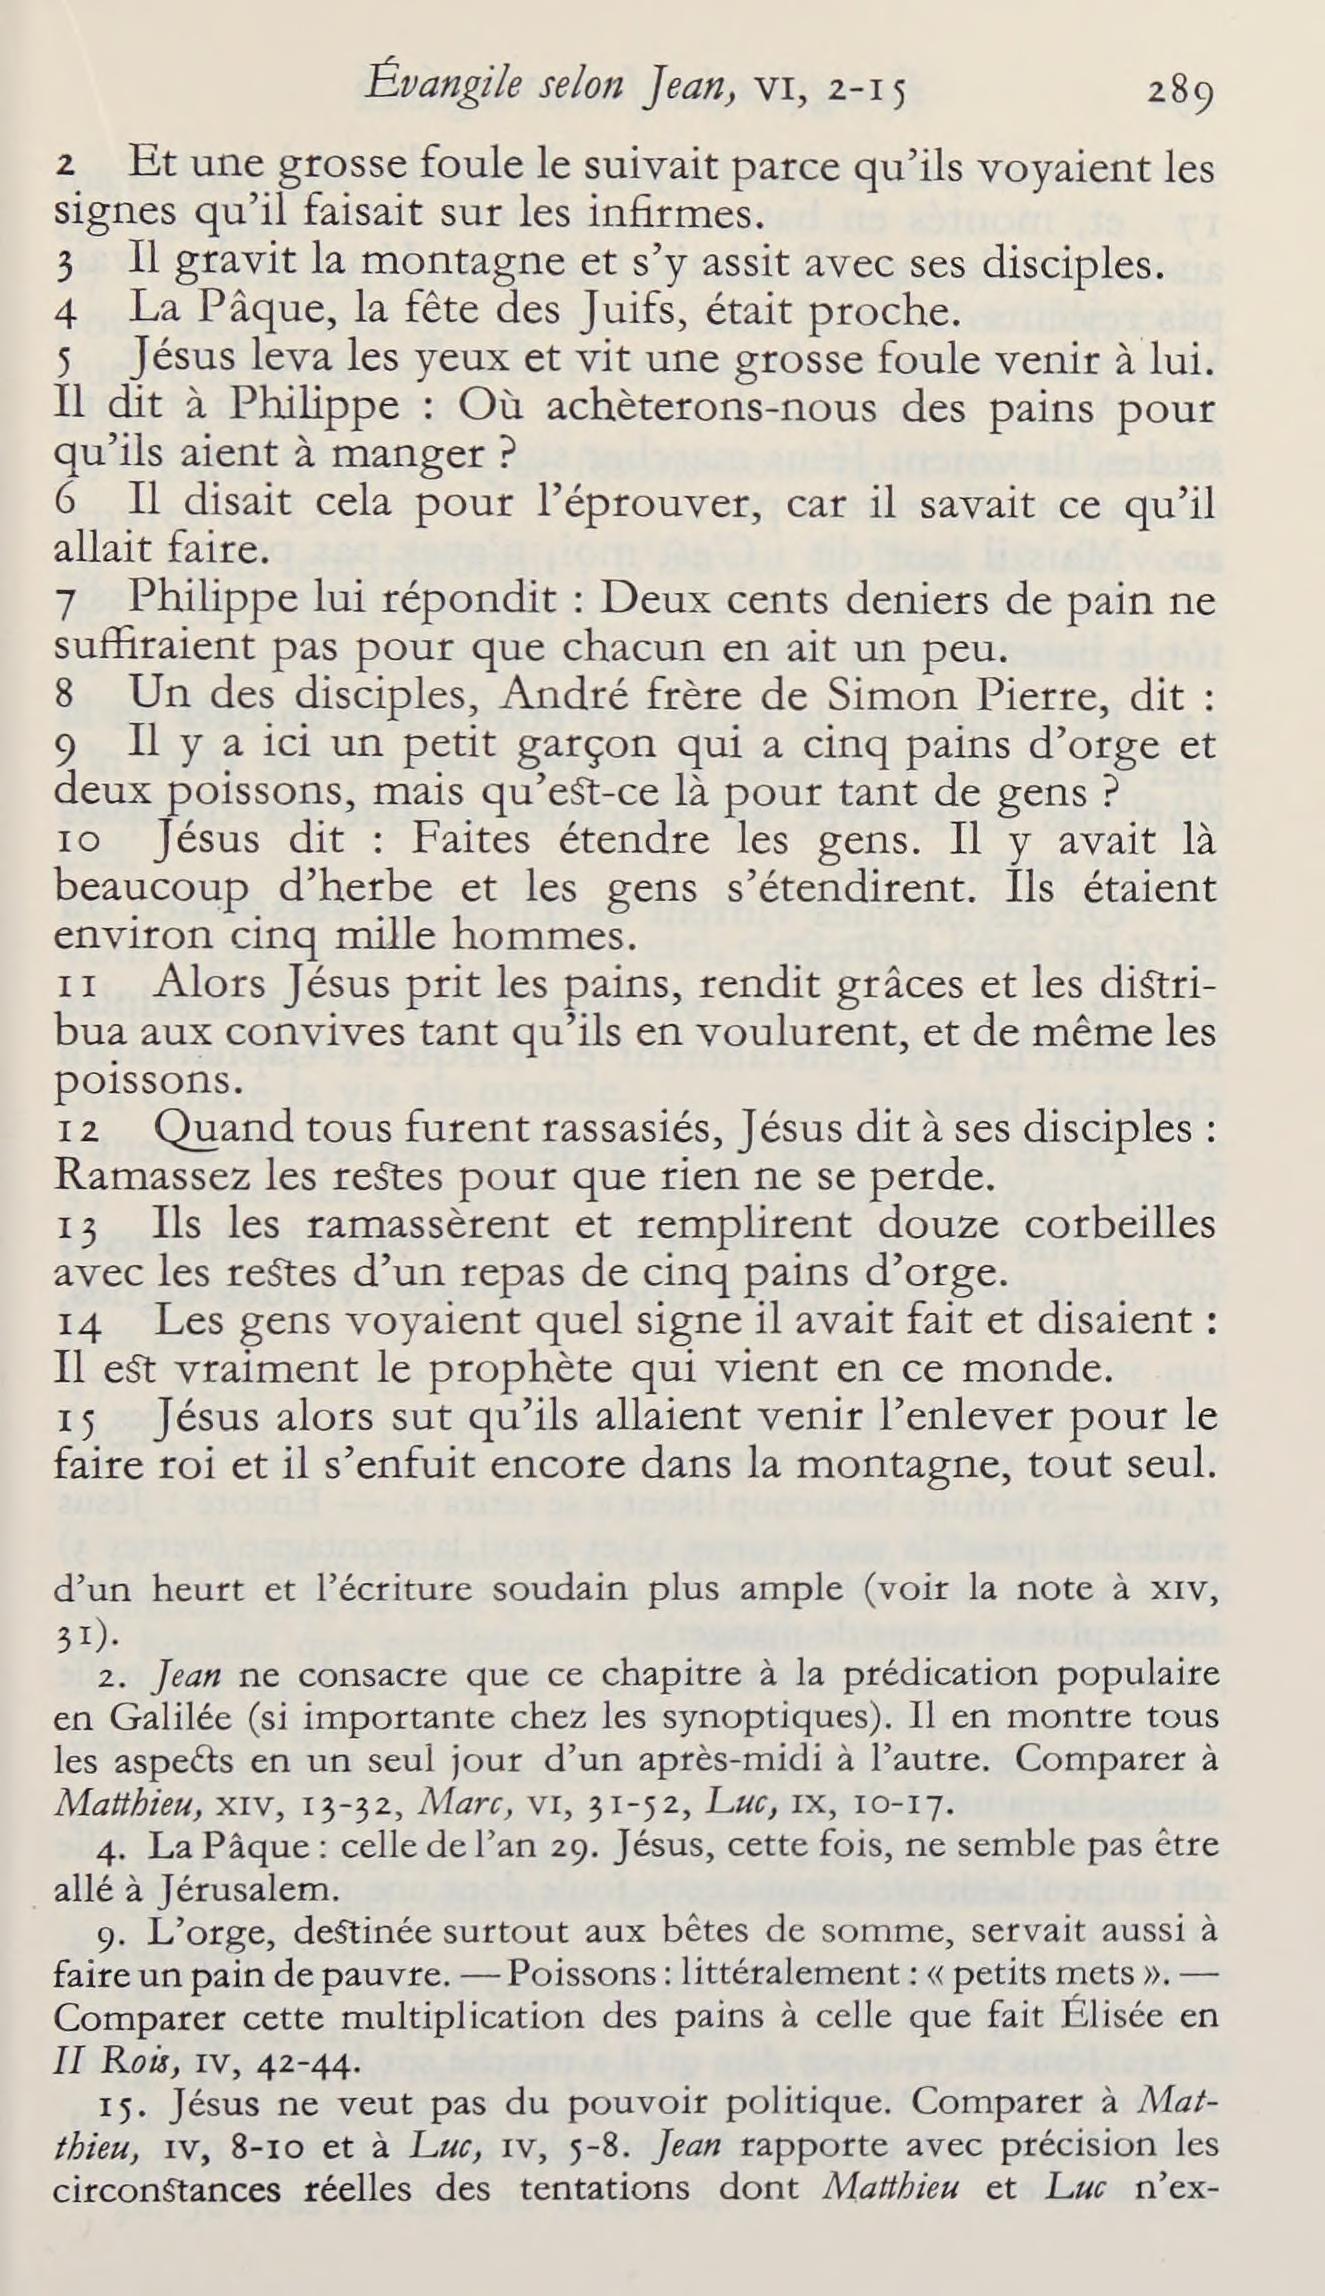 Évangile selon Jean, VI, 2-15 289
2 Et une grosse foule le suivait parce qu’ils voyaient les
signes qu’il faisait sur les infirmes.
3 Il gravit la montagne et s’y assit avec ses disciples.
4 La Pâque, la fête des Juifs, était proche.
5 Jésus leva les yeux et vit une grosse foule venir à lui.
Il dit à Philippe : Où achèterons-nous des pains pour
qu’ils aient à manger ?
6 Il disait cela pour l’éprouver, car il savait ce qu’il
allait faire.
7 Philippe lui répondit : Deux cents deniers de pain ne
suffiraient pas pour que chacun en ait un peu.
8 Un des disciples, André frère de Simon Pierre, dit :
9 Il y a ici un petit garçon qui a cinq pains d’orge et
deux poissons, mais qu’est-ce là pour tant de gens ?
10 Jésus dit : Faites étendre les gens. Il y avait là
beaucoup d’herbe et les gens s’étendirent. Ils étaient
environ cinq mille hommes.
11 Alors Jésus prit les pains, rendit grâces et les distri-
bua aux convives tant qu’ils en voulurent, et de même les
poissons.
12 Quand tous furent rassasiés, Jésus dit à ses disciples :
Ramassez les restes pour que rien ne se perde.
13 Ils les ramassèrent et remplirent douze corbeilles
avec les restes d’un repas de cinq pains d’orge.
14 Les gens voyaient quel signe il avait fait et disaient :
Il est vraiment le prophète qui vient en ce monde.
15 Jésus alors sut qu’ils allaient venir l’enlever pour le
faire roi et il s’enfuit encore dans la montagne, tout seul.
d’un heurt et l’écriture soudain plus ample (voir la note à XIV,
31).
2. Jean ne consacre que ce chapitre à la prédication populaire
en Galilée (si importante chez les synoptiques). Il en montre tous
les aspects en un seul jour d’un après-midi à l’autre. Comparer à
Matthieu, XIV, 13-32, Marc, VI, 31-52, Luc, IX, 10-17.
4. La Pâque : celle de l’an 29. Jésus, cette fois, ne semble pas être
allé à Jérusalem.
9. L’orge, destinée surtout aux bêtes de somme, servait aussi à
faire un pain de pauvre. — Poissons : littéralement : « petits mets ». —
Comparer cette multiplication des pains à celle que fait Élisée en
II Rois, IV, 42-44.
15. Jésus ne veut pas du pouvoir politique. Comparer à Mat-
thieu, IV, 8-10 et à Luc, IV, 5-8. Jean rapporte avec précision les
circonstances réelles des tentations dont Matthieu et Luc n’ex-